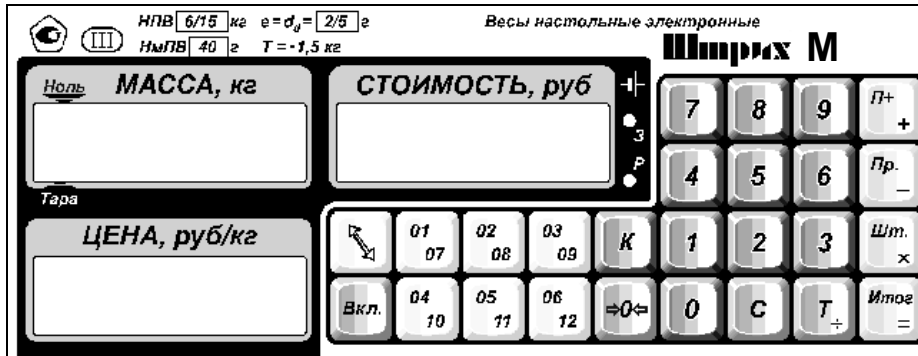 НПВ 6/15 кг e = dд = 2/5 г
Весы настольные электронные
III
НмПВ 40 г T = -1,5 кг
Штрих М
Ноль
МАССА, кг
СТОИМОСТЬ, руб
З
Р
Тара
ЦЕНА, руб/кг
7 8 9 П+ +
4 5 6 Пр. –
01 07 02 08 03 09 К 1 2 3 Шт. ×
Вкл. 04 10 05 11 06 12 ⇒0⇐ 0 С Т ÷ Итог =